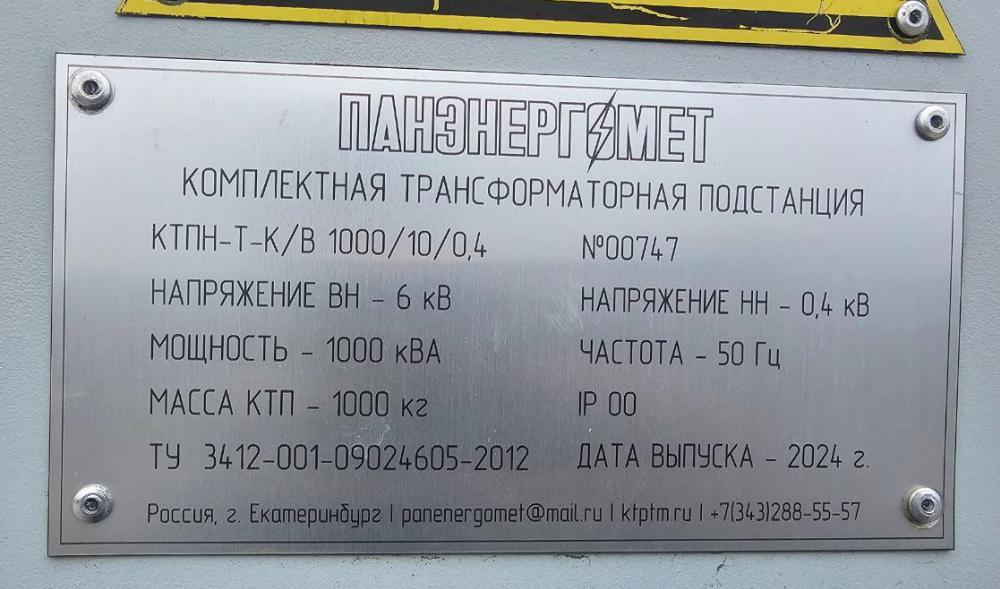 ПАНЭНЕРГОМЕТ
КОМПЛЕКТНАЯ ТРАНСФОРМАТОРНАЯ ПОДСТАНЦИЯ
КТПН-Т-К/В 1000/10/0,4 №00747
НАПРЯЖЕНИЕ ВН - 6 кВ НАПРЯЖЕНИЕ НН - 0,4 кВ
МОЩНОСТЬ - 1000 кВА ЧАСТОТА - 50 Гц
МАССА КТП - 1000 кг IP 00
ТУ 3412-001-09024605-2012 ДАТА ВЫПУСКА - 2024 г.
Россия, г. Екатеринбург | panenergomet@mail.ru | ktptm.ru | +7(343)288-55-57